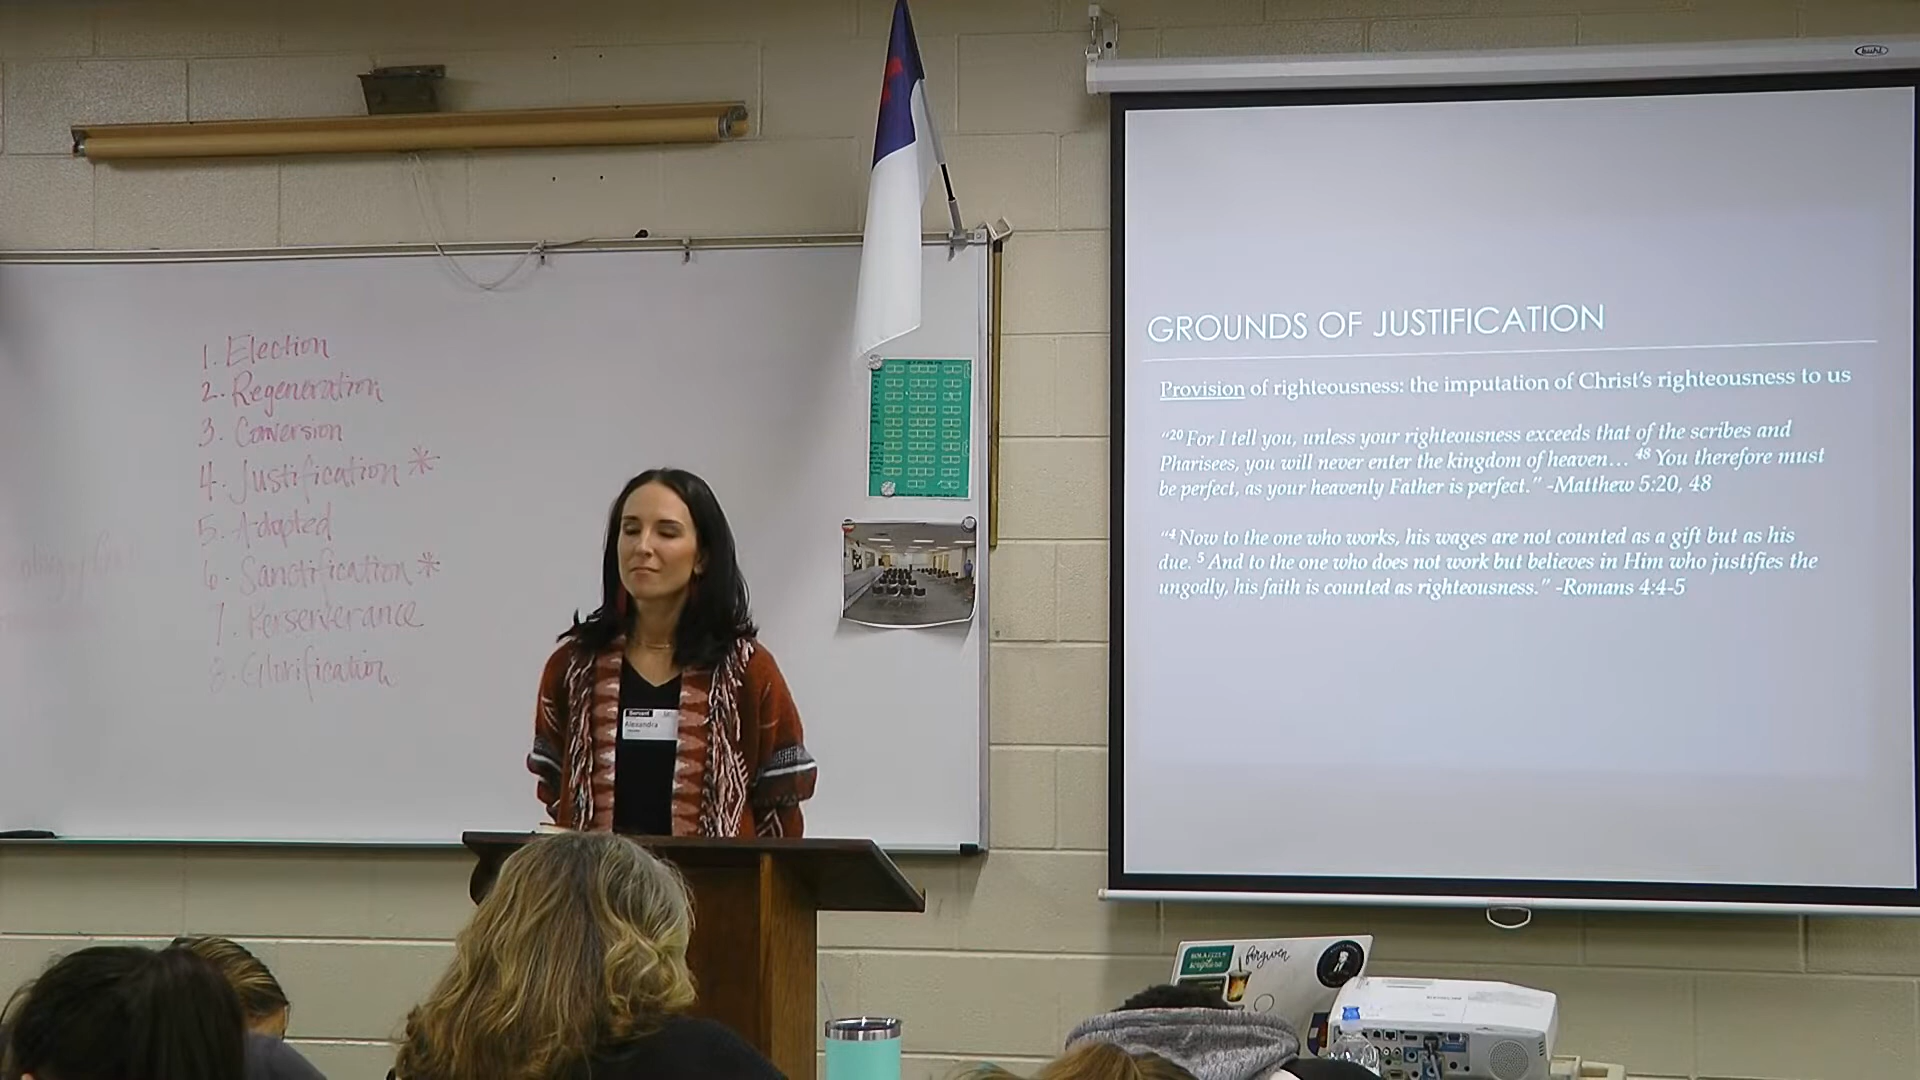 1. Election
2. Regeneration
3. Conversion
4. Justification *
5. Adopted
6. Sanctification *
7. Perserverance
8. Glorification
GROUNDS OF JUSTIFICATION
Provision of righteousness: the imputation of Christ's righteousness to us
"20 For I tell you, unless your righteousness exceeds that of the scribes and
Pharisees, you will never enter the kingdom of heaven… 48 You therefore must
be perfect, as your heavenly Father is perfect." -Matthew 5:20, 48
"4 Now to the one who works, his wages are not counted as a gift but as his
due. 5 And to the one who does not work but believes in Him who justifies the
ungodly, his faith is counted as righteousness." -Romans 4:4-5
buhl
Servant
Alexandra
scriptura
forgiven